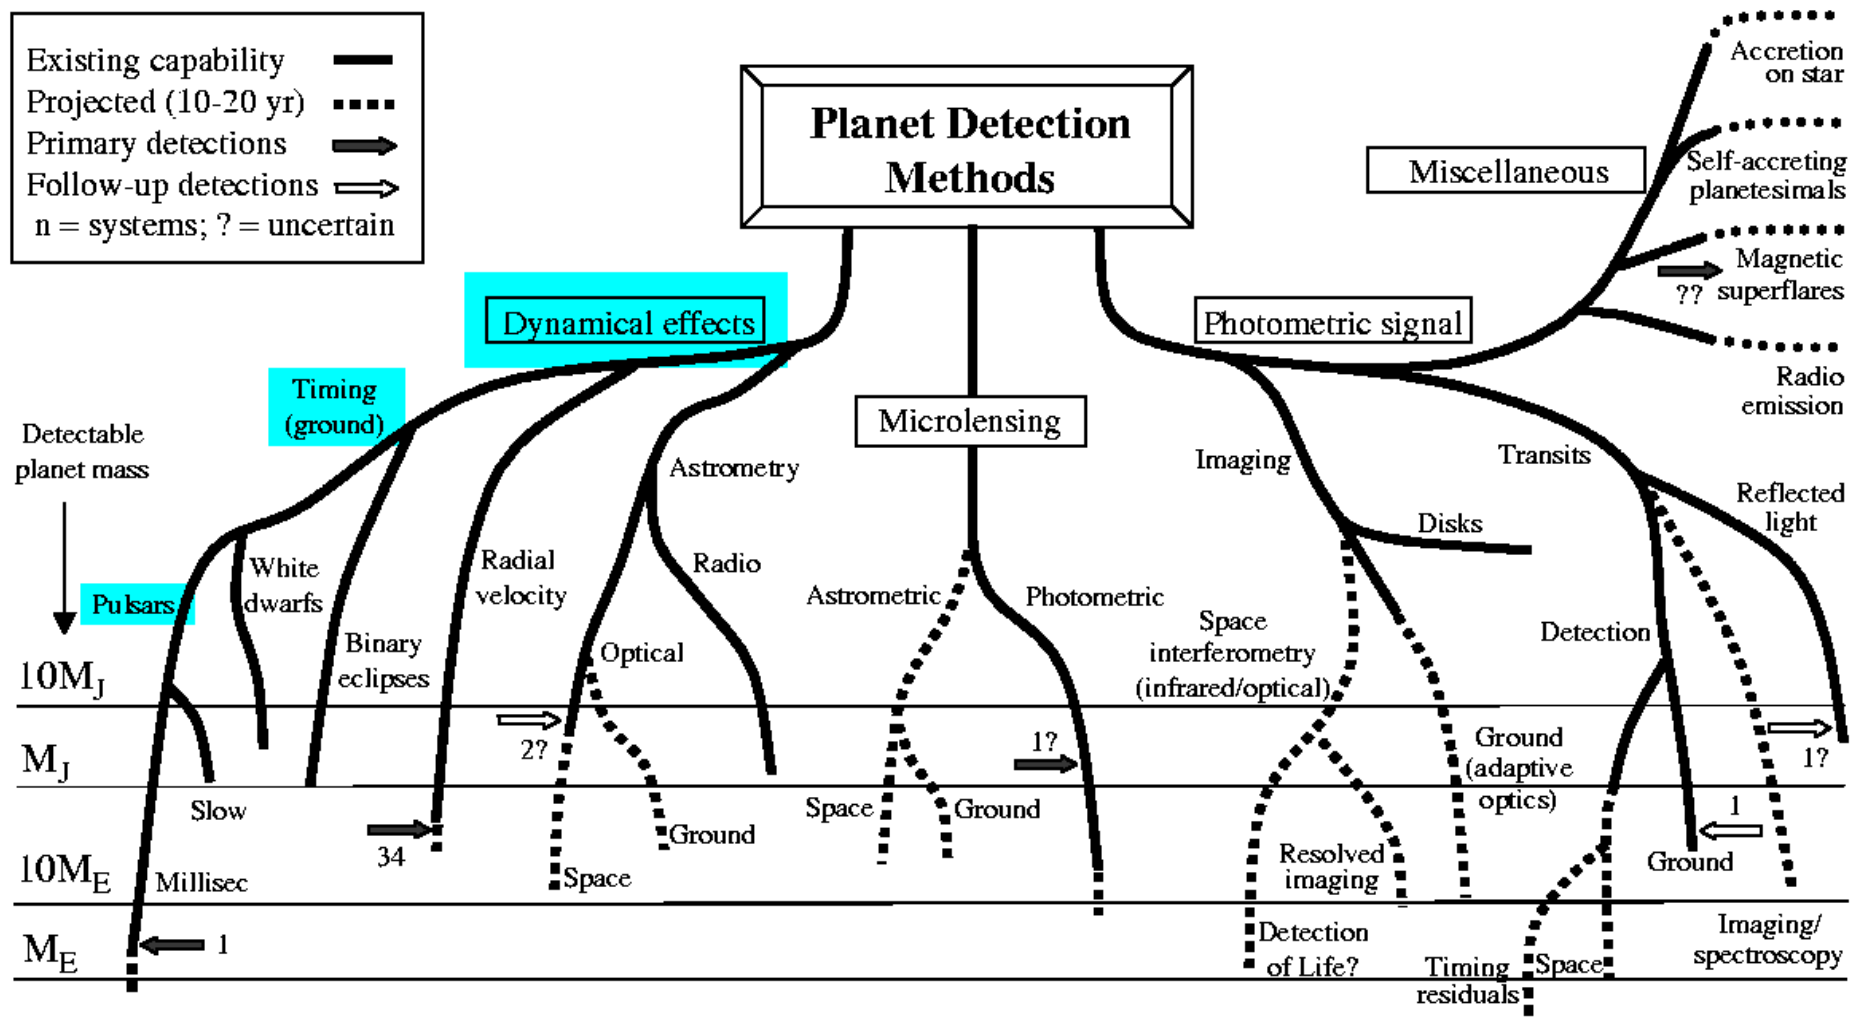 Existing capability
Projected (10-20 yr)
Primary detections
Follow-up detections
n = systems; ? = uncertain
Planet Detection
Methods
Miscellaneous
Accretion
on star
Self-accreting
planetesimals
Magnetic
superflares
??
Radio
emission
Dynamical effects
Photometric signal
Timing
(ground)
Microlensing
Detectable
planet mass
Astrometry
Imaging
Transits
Reflected
light
Disks
White
dwarfs
Pulsars
Radial
velocity
Radio
Astrometric
Photometric
Space
interferometry
(infrared/optical)
Detection
Binary
eclipses
Optical
10MJ
2?
1?
Ground
(adaptive
optics)
1?
MJ
Slow
34
Ground
Space
Space
Ground
1
Ground
Resolved
imaging
10ME
Millisec
Detection
of Life?
Imaging/
spectroscopy
ME
1
Timing
residuals
Space